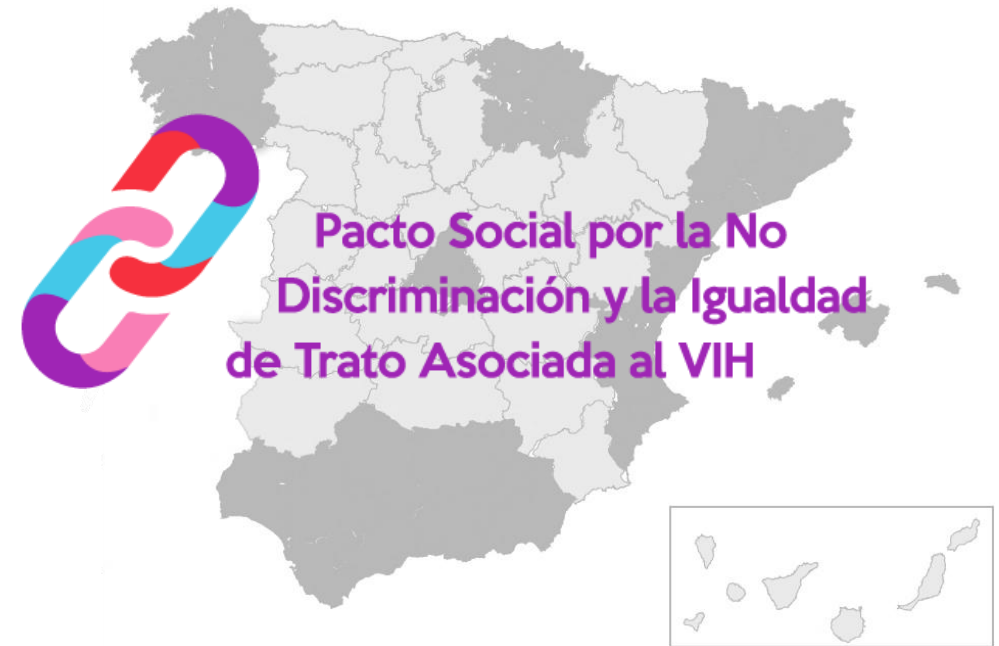 Pacto Social por la No
Discriminación y la Igualdad
de Trato Asociada al VIH